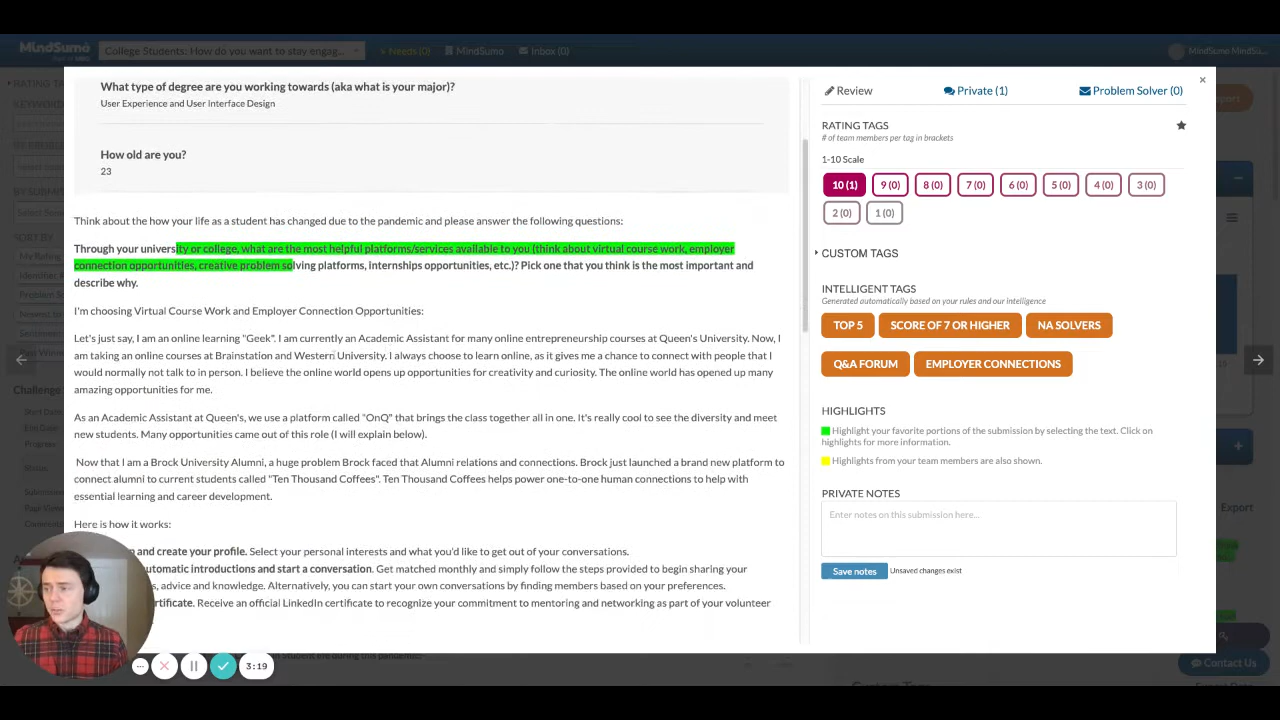 MindSumo
College Students: How do you want to stay engag...
Needs (0)
MindSumo
Inbox (0)
What type of degree are you working towards (aka what is your major)?
User Experience and User Interface Design
How old are you?
23
Think about the how your life as a student has changed due to the pandemic and please answer the following questions:
Through your university or college, what are the most helpful platforms/services available to you (think about virtual course work, employer
connection opportunities, creative problem solving platforms, internships opportunities, etc.)? Pick one that you think is the most important and
describe why.
I'm choosing Virtual Course Work and Employer Connection Opportunities:
Let's just say, I am an online learning "Geek". I am currently an Academic Assistant for many online entrepreneurship courses at Queen's University. Now, I
am taking an online courses at Brainstation and Western University. I always choose to learn online, as it gives me a chance to connect with people that I
would normally not talk to in person. I believe the online world opens up opportunities for creativity and curiosity. The online world has opened up many
amazing opportunities for me.
As an Academic Assistant at Queen's, we use a platform called "OnQ" that brings the class together all in one. It's really cool to see the diversity and meet
new students. Many opportunities came out of this role (I will explain below).
Now that I am a Brock University Alumni, a huge problem Brock faced that Alumni relations and connections. Brock just launched a brand new platform to
connect alumni to current students called "Ten Thousand Coffees". Ten Thousand Coffees helps power one-to-one human connections to help with
essential learning and career development.
Here is how it works:
and create your profile. Select your personal interests and what you'd like to get out of your conversations.
automatic introductions and start a conversation. Get matched monthly and simply follow the steps provided to begin sharing your
advice and knowledge. Alternatively, you can start your own conversations by finding members based on your preferences.
Receive an official LinkedIn certificate to recognize your commitment to mentoring and networking as part of your volunteer
3:19
Review
Private (1)
Problem Solver (0)
×
RATING TAGS
# of team members per tag in brackets
1-10 Scale
10 (1) 9 (0) 8 (0) 7 (0) 6 (0) 5 (0) 4 (0) 3 (0)
2 (0) 1 (0)
CUSTOM TAGS
INTELLIGENT TAGS
Generated automatically based on your rules and our intelligence
TOP 5 SCORE OF 7 OR HIGHER NA SOLVERS
Q&A FORUM EMPLOYER CONNECTIONS
HIGHLIGHTS
Highlight your favorite portions of the submission by selecting the text. Click on
highlights for more information.
Highlights from your team members are also shown.
PRIVATE NOTES
Enter notes on this submission here...
Save notes
Unsaved changes exist
Export
Contact Us